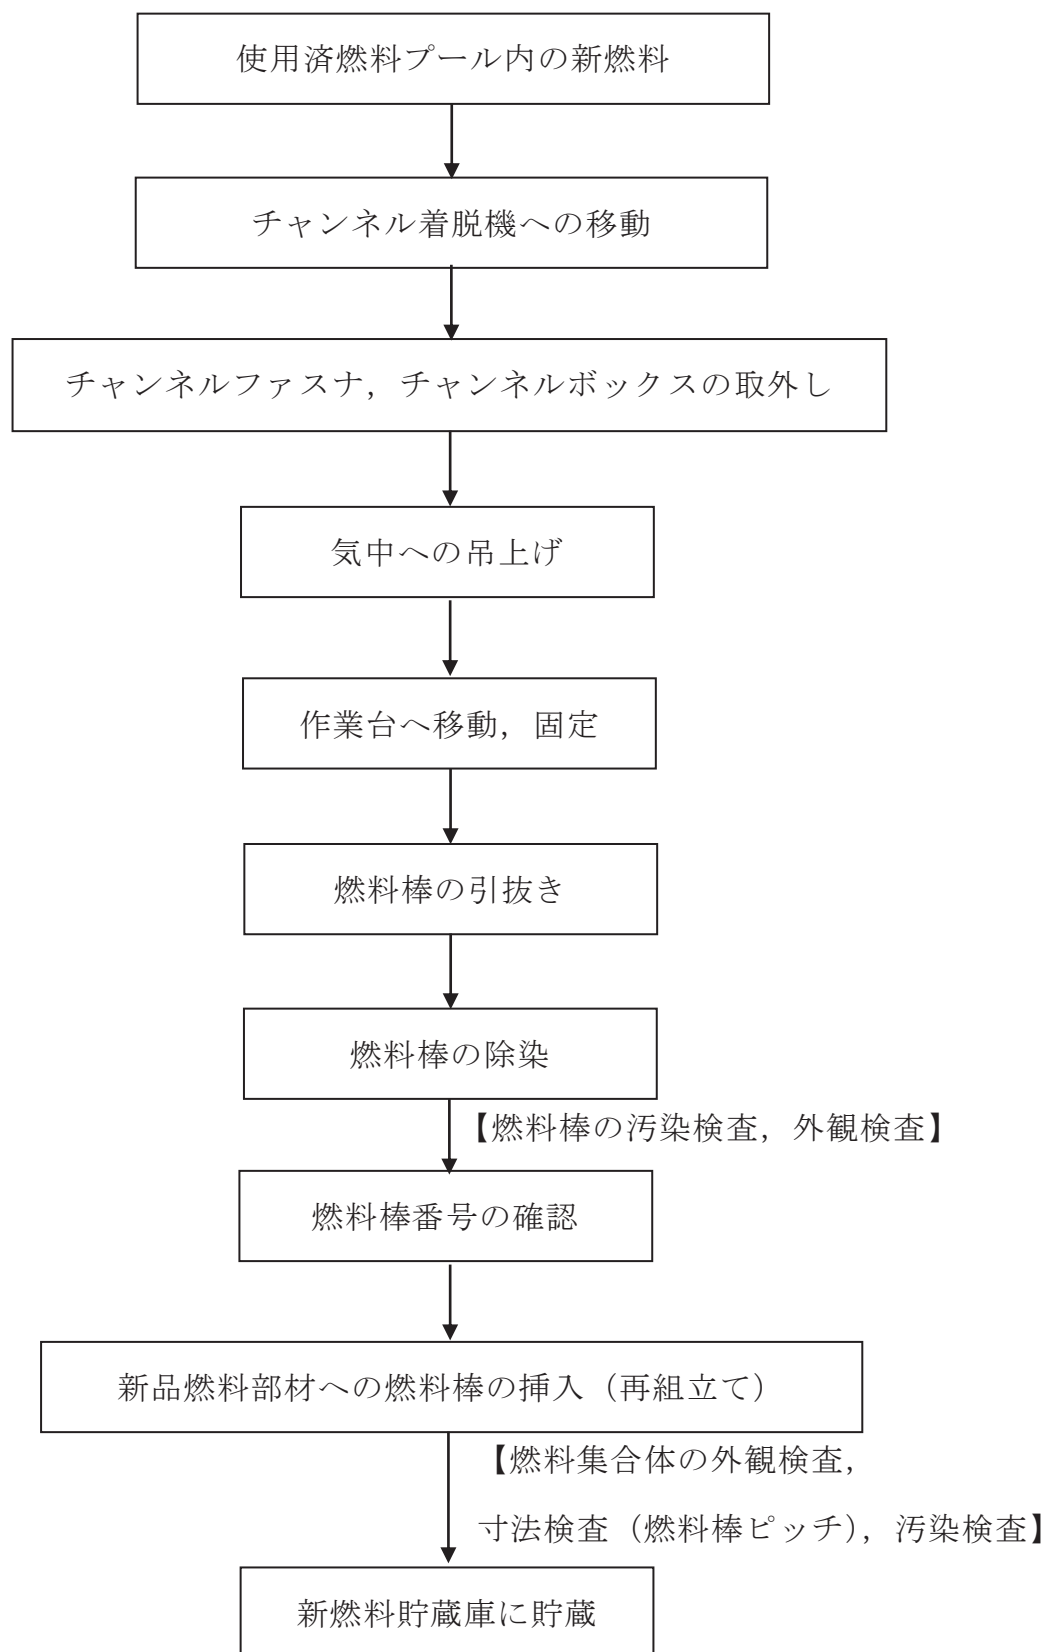 使用済燃料プール内の新燃料
チャンネル着脱機への移動
チャンネルファスナ，チャンネルボックスの取外し
気中への吊上げ
作業台へ移動，固定
燃料棒の引抜き
燃料棒の除染
【燃料棒の汚染検査，外観検査】
燃料棒番号の確認
新品燃料部材への燃料棒の挿入（再組立て）
【燃料集合体の外観検査，
寸法検査（燃料棒ピッチ），汚染検査】
新燃料貯蔵庫に貯蔵